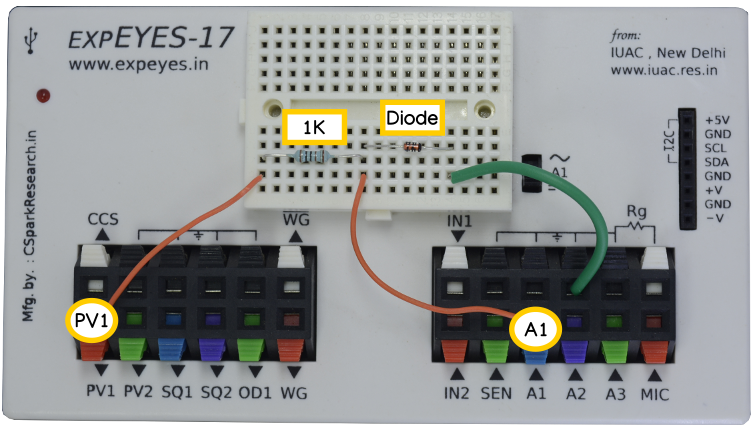 EXPEYES-17
www.expeyes.in
from:
IUAC , New Delhi
www.iuac.res.in
1K
Diode
+5V
GND
SCL
SDA
GND
+V
GND
-V
I2C
A1
Mfg. by. : CSparkResearch.in
CCS
WG
IN1
Rg
PV1
A1
PV1
PV2
SQ1
SQ2
OD1
WG
IN2
SEN
A1
A2
A3
MIC